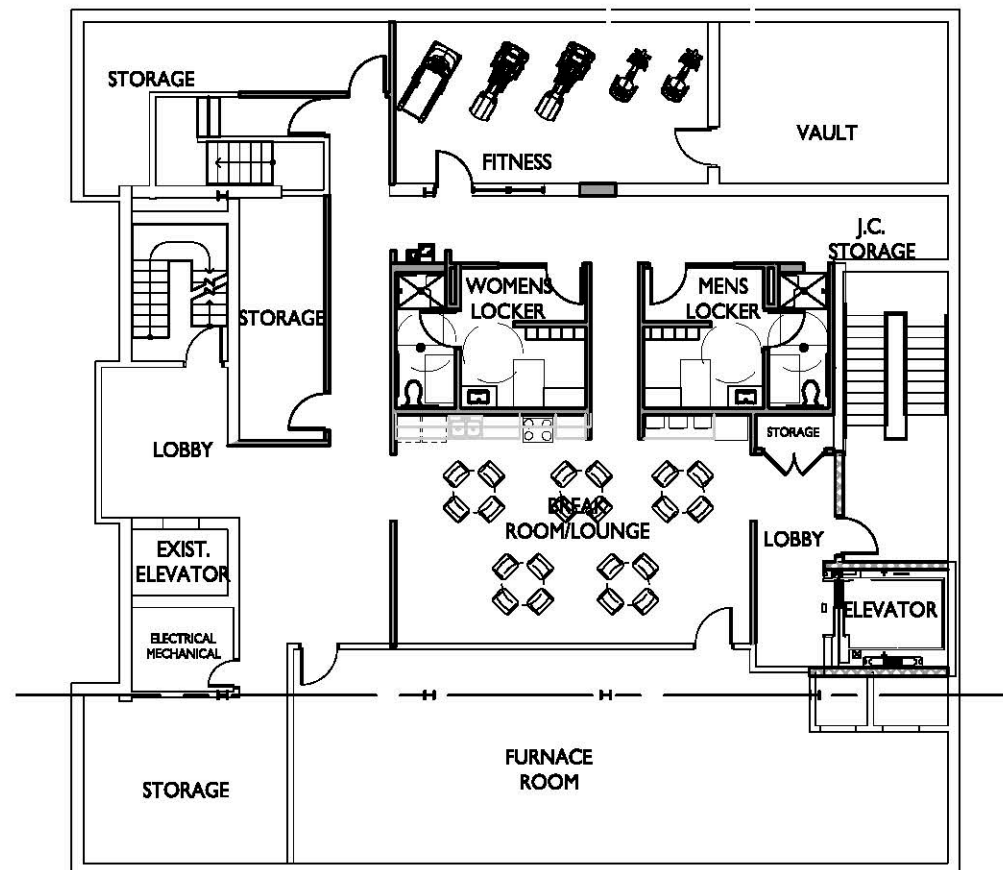 STORAGE
VAULT
FITNESS
J.C.
STORAGE
WOMENS
LOCKER
MENS
LOCKER
STORAGE
STORAGE
LOBBY
BREAK
ROOM/LOUNGE
LOBBY
EXIST.
ELEVATOR
ELEVATOR
ELECTRICAL
MECHANICAL
FURNACE
ROOM
STORAGE